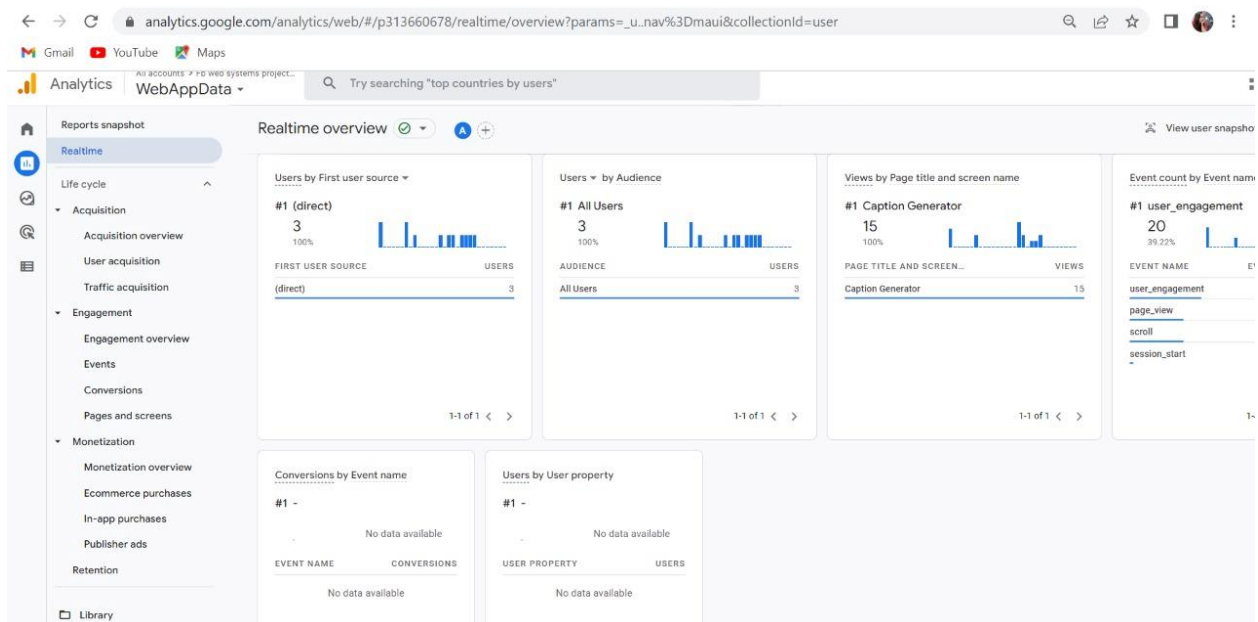 analytics.google.com/analytics/web/#/p313660678/realtime/overview?params=_u..nav%3Dmaui&collectionId=user
Gmail YouTube Maps
All accounts > Fb web systems project...
Analytics WebAppData
Try searching "top countries by users"
Reports snapshot
Realtime
Life cycle
Acquisition
Acquisition overview
User acquisition
Traffic acquisition
Engagement
Engagement overview
Events
Conversions
Pages and screens
Monetization
Monetization overview
Ecommerce purchases
In-app purchases
Publisher ads
Retention
Library
Realtime overview
A
View user snapshot
Users by First user source
#1 (direct)
3
100%
FIRST USER SOURCE USERS
(direct) 3
1-1 of 1
Users by Audience
#1 All Users
3
100%
AUDIENCE USERS
All Users 3
1-1 of 1
Views by Page title and screen name
#1 Caption Generator
15
100%
PAGE TITLE AND SCREEN... VIEWS
Caption Generator 15
1-1 of 1
Event count by Event name
#1 user_engagement
20
39.22%
EVENT NAME
user_engagement
page_view
scroll
session_start
Conversions by Event name
#1 -
No data available
EVENT NAME CONVERSIONS
No data available
Users by User property
#1 -
No data available
USER PROPERTY USERS
No data available